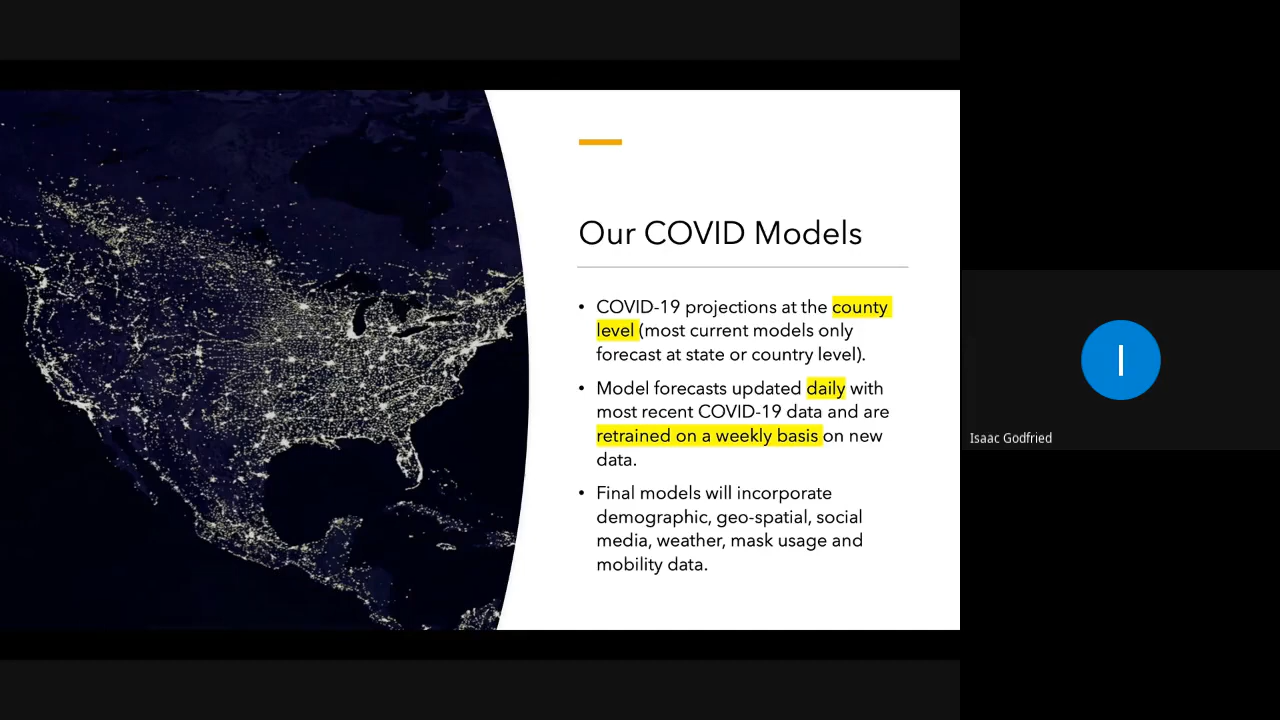 Our COVID Models
• COVID-19 projections at the county
level (most current models only
forecast at state or country level).
• Model forecasts updated daily with
most recent COVID-19 data and are
retrained on a weekly basis on new
data.
• Final models will incorporate
demographic, geo-spatial, social
media, weather, mask usage and
mobility data.
I
Isaac Godfried